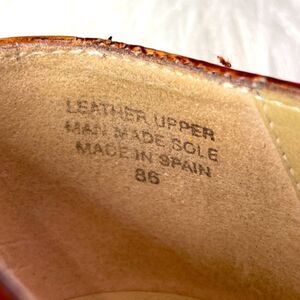 LEATHER UPPER
MAN MADE SOLE
MADE IN SPAIN
86